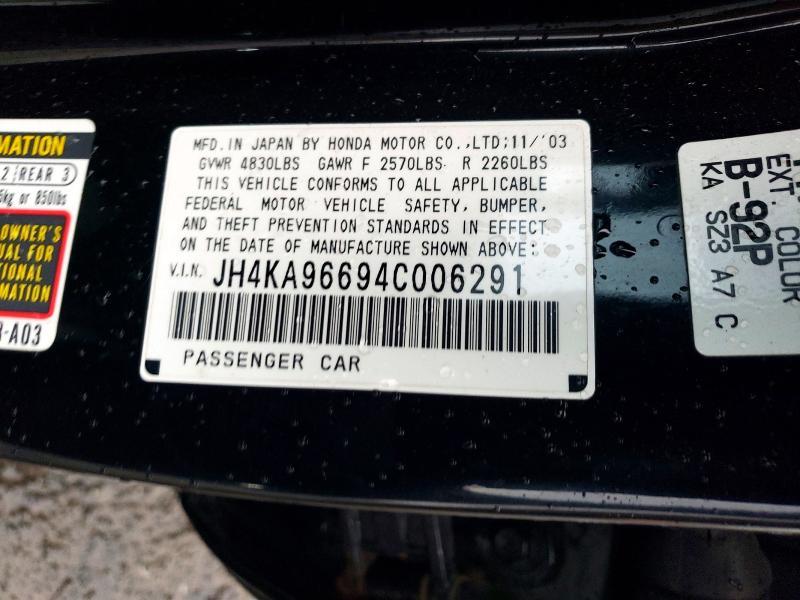 MATION
2 REAR 3
kg or 850lbs
OWNER'S
UAL FOR
TIONAL
RMATION
-A03
MFD. IN JAPAN BY HONDA MOTOR CO.,LTD; 11/'03
GVWR 4830LBS GAWR F 2570LBS R 2260LBS
THIS VEHICLE CONFORMS TO ALL APPLICABLE
FEDERAL MOTOR VEHICLE SAFETY, BUMPER,
AND THEFT PREVENTION STANDARDS IN EFFECT
ON THE DATE OF MANUFACTURE SHOWN ABOVE:
V.I.N. JH4KA96694C006291
PASSENGER CAR
EXT. COLOR
B-92P
KA SZ3 A7 C